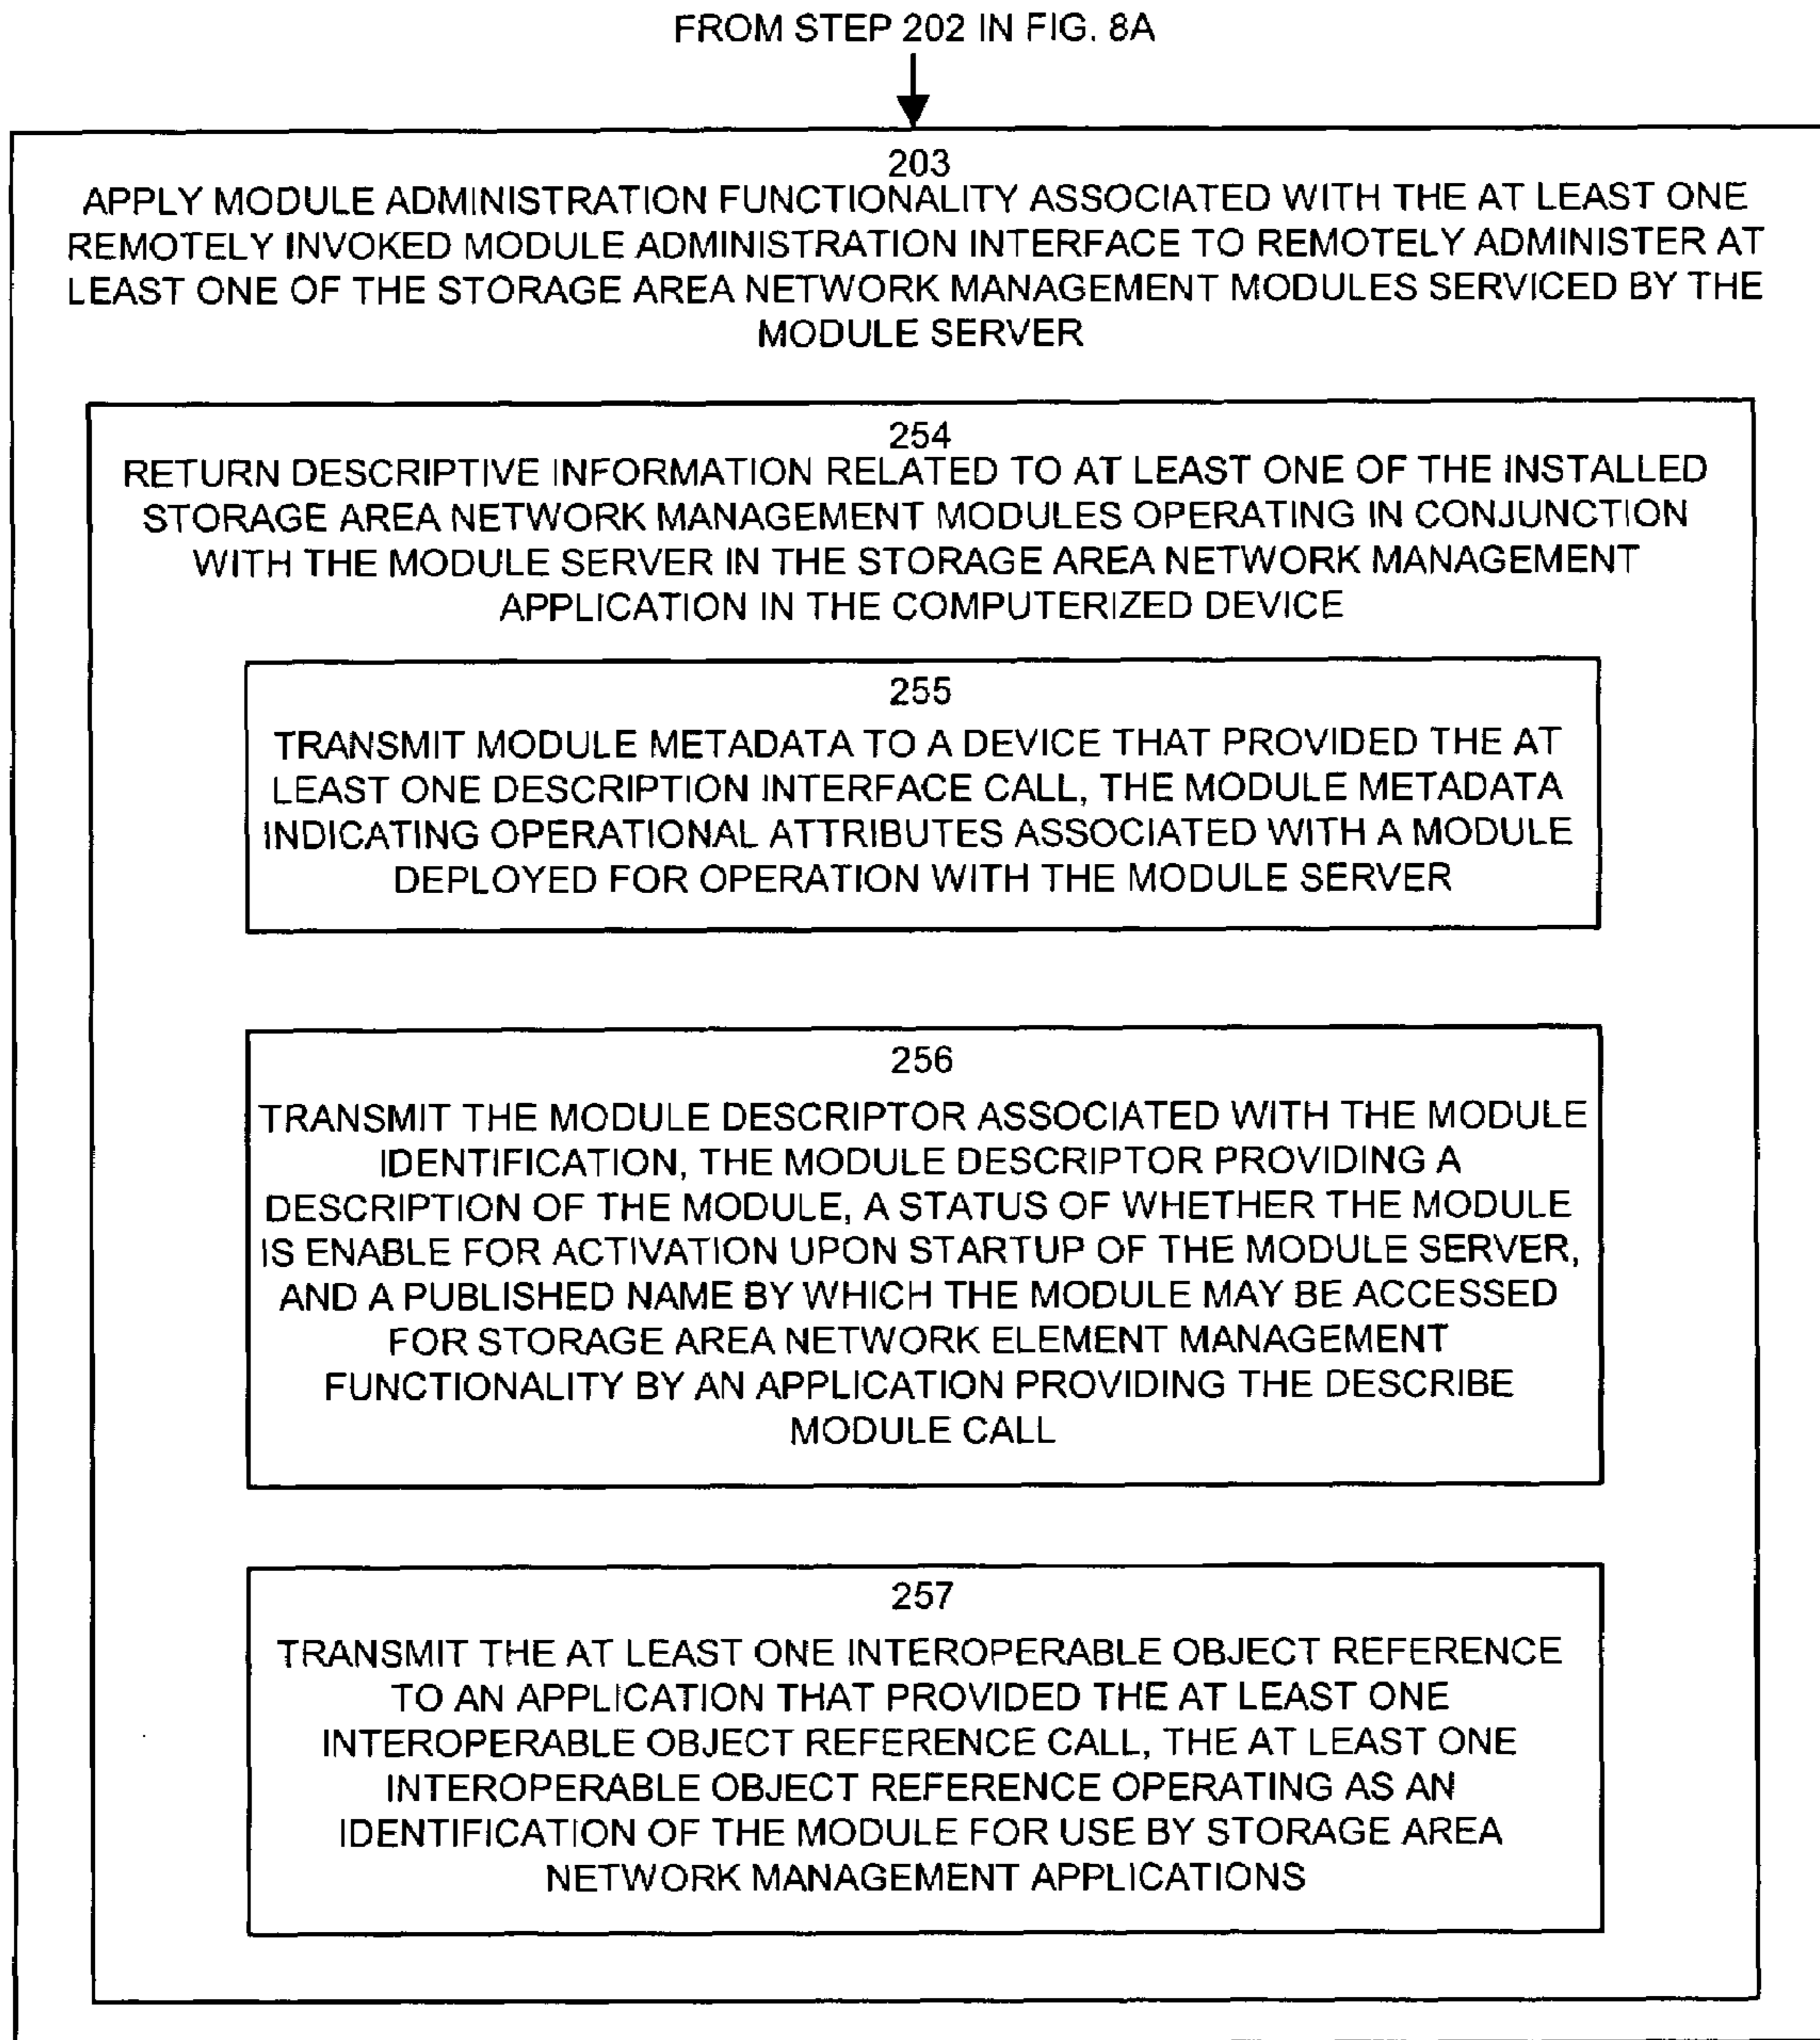 FROM STEP 202 IN FIG. 8A
203
APPLY MODULE ADMINISTRATION FUNCTIONALITY ASSOCIATED WITH THE AT LEAST ONE
REMOTELY INVOKED MODULE ADMINISTRATION INTERFACE TO REMOTELY ADMINISTER AT
LEAST ONE OF THE STORAGE AREA NETWORK MANAGEMENT MODULES SERVICED BY THE
MODULE SERVER
254
RETURN DESCRIPTIVE INFORMATION RELATED TO AT LEAST ONE OF THE INSTALLED
STORAGE AREA NETWORK MANAGEMENT MODULES OPERATING IN CONJUNCTION
WITH THE MODULE SERVER IN THE STORAGE AREA NETWORK MANAGEMENT
APPLICATION IN THE COMPUTERIZED DEVICE
255
TRANSMIT MODULE METADATA TO A DEVICE THAT PROVIDED THE AT
LEAST ONE DESCRIPTION INTERFACE CALL, THE MODULE METADATA
INDICATING OPERATIONAL ATTRIBUTES ASSOCIATED WITH A MODULE
DEPLOYED FOR OPERATION WITH THE MODULE SERVER
256
TRANSMIT THE MODULE DESCRIPTOR ASSOCIATED WITH THE MODULE
IDENTIFICATION, THE MODULE DESCRIPTOR PROVIDING A
DESCRIPTION OF THE MODULE, A STATUS OF WHETHER THE MODULE
IS ENABLE FOR ACTIVATION UPON STARTUP OF THE MODULE SERVER,
AND A PUBLISHED NAME BY WHICH THE MODULE MAY BE ACCESSED
FOR STORAGE AREA NETWORK ELEMENT MANAGEMENT
FUNCTIONALITY BY AN APPLICATION PROVIDING THE DESCRIBE
MODULE CALL
257
TRANSMIT THE AT LEAST ONE INTEROPERABLE OBJECT REFERENCE
TO AN APPLICATION THAT PROVIDED THE AT LEAST ONE
INTEROPERABLE OBJECT REFERENCE CALL, THE AT LEAST ONE
INTEROPERABLE OBJECT REFERENCE OPERATING AS AN
IDENTIFICATION OF THE MODULE FOR USE BY STORAGE AREA
NETWORK MANAGEMENT APPLICATIONS